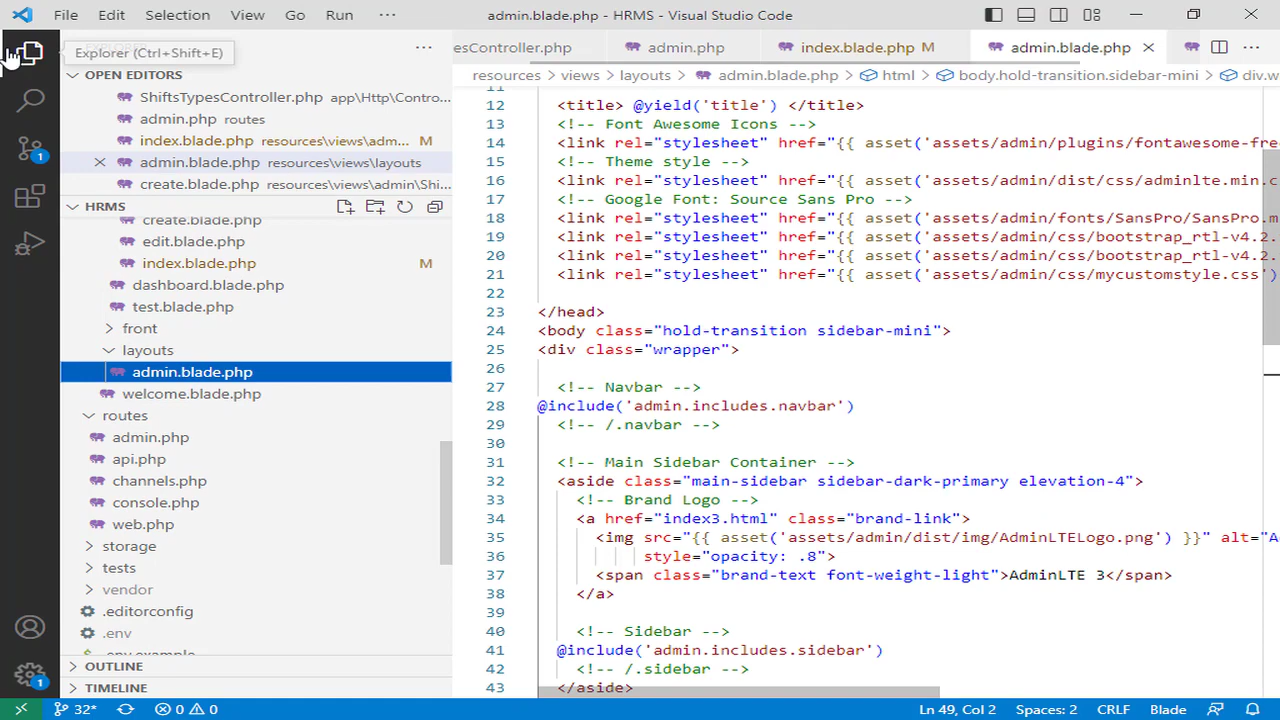 File Edit Selection View Go Run ··· admin.blade.php - HRMS - Visual Studio Code
Explorer (Ctrl+Shift+E)
OPEN EDITORS
ShiftsTypesController.php app\Http\Contro...
admin.php routes
index.blade.php resources\views\adm... M
admin.blade.php resources\views\layouts
create.blade.php resources\views\admin\Shi...
HRMS
create.blade.php
edit.blade.php
index.blade.php M
dashboard.blade.php
test.blade.php
front
layouts
admin.blade.php
welcome.blade.php
routes
admin.php
api.php
channels.php
console.php
web.php
storage
tests
vendor
.editorconfig
.env
.env.example
OUTLINE
TIMELINE
1
1
esController.php admin.php index.blade.php M admin.blade.php
resources > views > layouts > admin.blade.php > html > body.hold-transition.sidebar-mini > div.w
11
12 <title> @yield('title') </title>
13 <!-- Font Awesome Icons -->
14 <link rel="stylesheet" href="{{ asset('assets/admin/plugins/fontawesome-fre
15 <!-- Theme style -->
16 <link rel="stylesheet" href="{{ asset('assets/admin/dist/css/adminlte.min.c
17 <!-- Google Font: Source Sans Pro -->
18 <link rel="stylesheet" href="{{ asset('assets/admin/fonts/SansPro/SansPro.m
19 <link rel="stylesheet" href="{{ asset('assets/admin/css/bootstrap_rtl-v4.2.
20 <link rel="stylesheet" href="{{ asset('assets/admin/css/bootstrap_rtl-v4.2.
21 <link rel="stylesheet" href="{{ asset('assets/admin/css/mycustomstyle.css')
22
23 </head>
24 <body class="hold-transition sidebar-mini">
25 <div class="wrapper">
26
27 <!-- Navbar -->
28 @include('admin.includes.navbar')
29 <!-- /.navbar -->
30
31 <!-- Main Sidebar Container -->
32 <aside class="main-sidebar sidebar-dark-primary elevation-4">
33 <!-- Brand Logo -->
34 <a href="index3.html" class="brand-link">
35 <img src="{{ asset('assets/admin/dist/img/AdminLTELogo.png') }}" alt="A
36 style="opacity: .8">
37 <span class="brand-text font-weight-light">AdminLTE 3</span>
38 </a>
39
40 <!-- Sidebar -->
41 @include('admin.includes.sidebar')
42 <!-- /.sidebar -->
43 </aside>
32* 0 0 Ln 49, Col 2 Spaces: 2 CRLF Blade